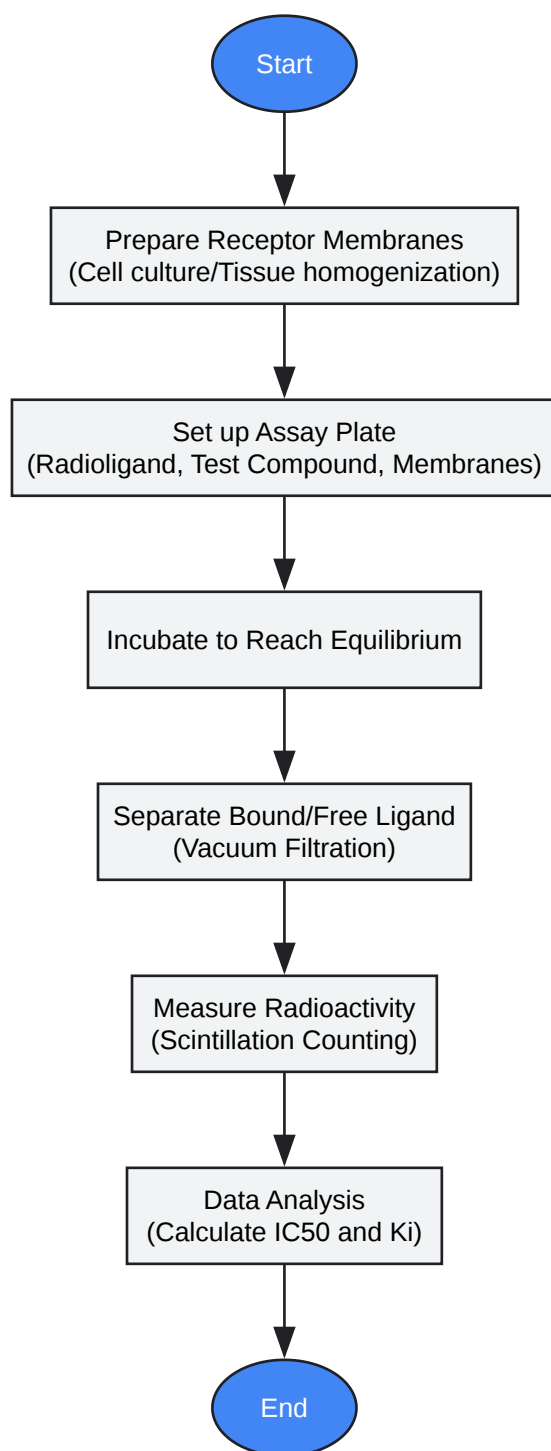 Start
Prepare Receptor Membranes
(Cell culture/Tissue homogenization)
Set up Assay Plate
(Radioligand, Test Compound, Membranes)
Incubate to Reach Equilibrium
Separate Bound/Free Ligand
(Vacuum Filtration)
Measure Radioactivity
(Scintillation Counting)
Data Analysis
(Calculate IC50 and Ki)
End